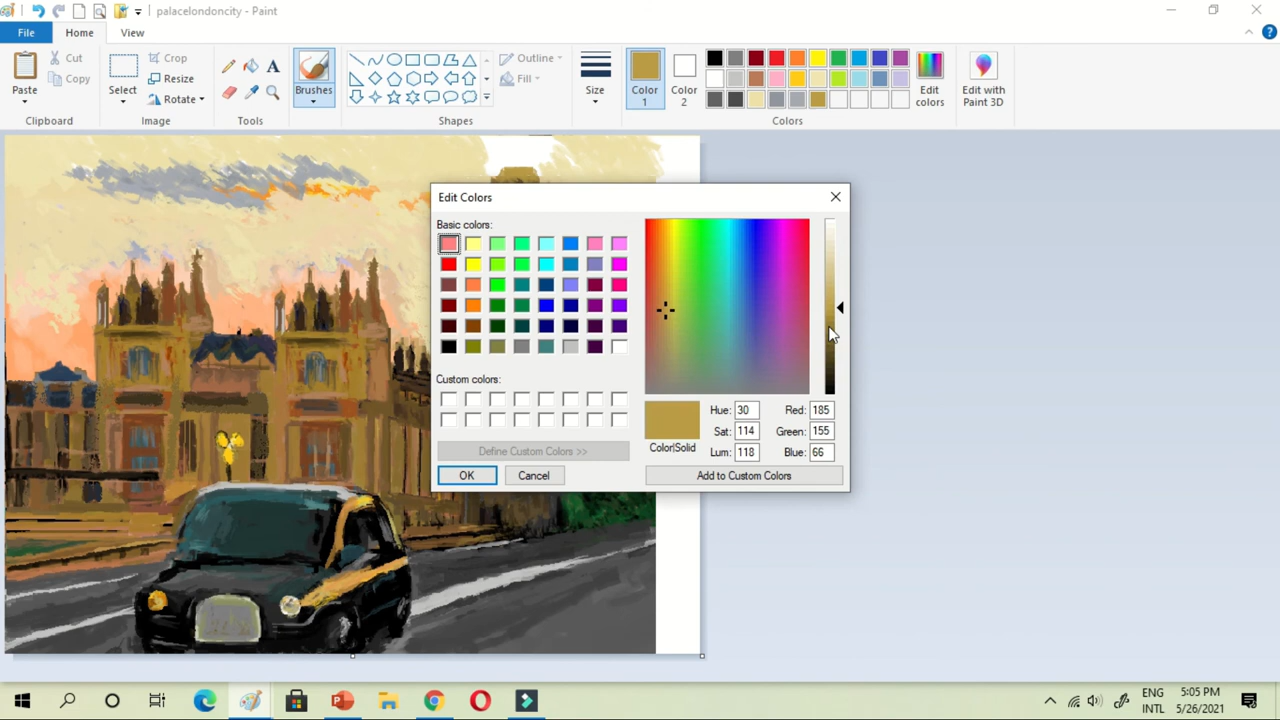 palacelondoncity - Paint
File
Home
View
Paste
Cut
Copy
Clipboard
Select
Crop
Resize
Rotate
Image
A
Tools
Brushes
Outline
Fill
Shapes
Size
Color 1
Color 2
Edit colors
Edit with Paint 3D
Colors
Edit Colors
Basic colors:
Custom colors:
Define Custom Colors >>
OK
Cancel
Color|Solid
Hue: 30
Sat: 114
Lum: 118
Red: 185
Green: 155
Blue: 66
Add to Custom Colors
ENG
INTL
5:05 PM
5/26/2021